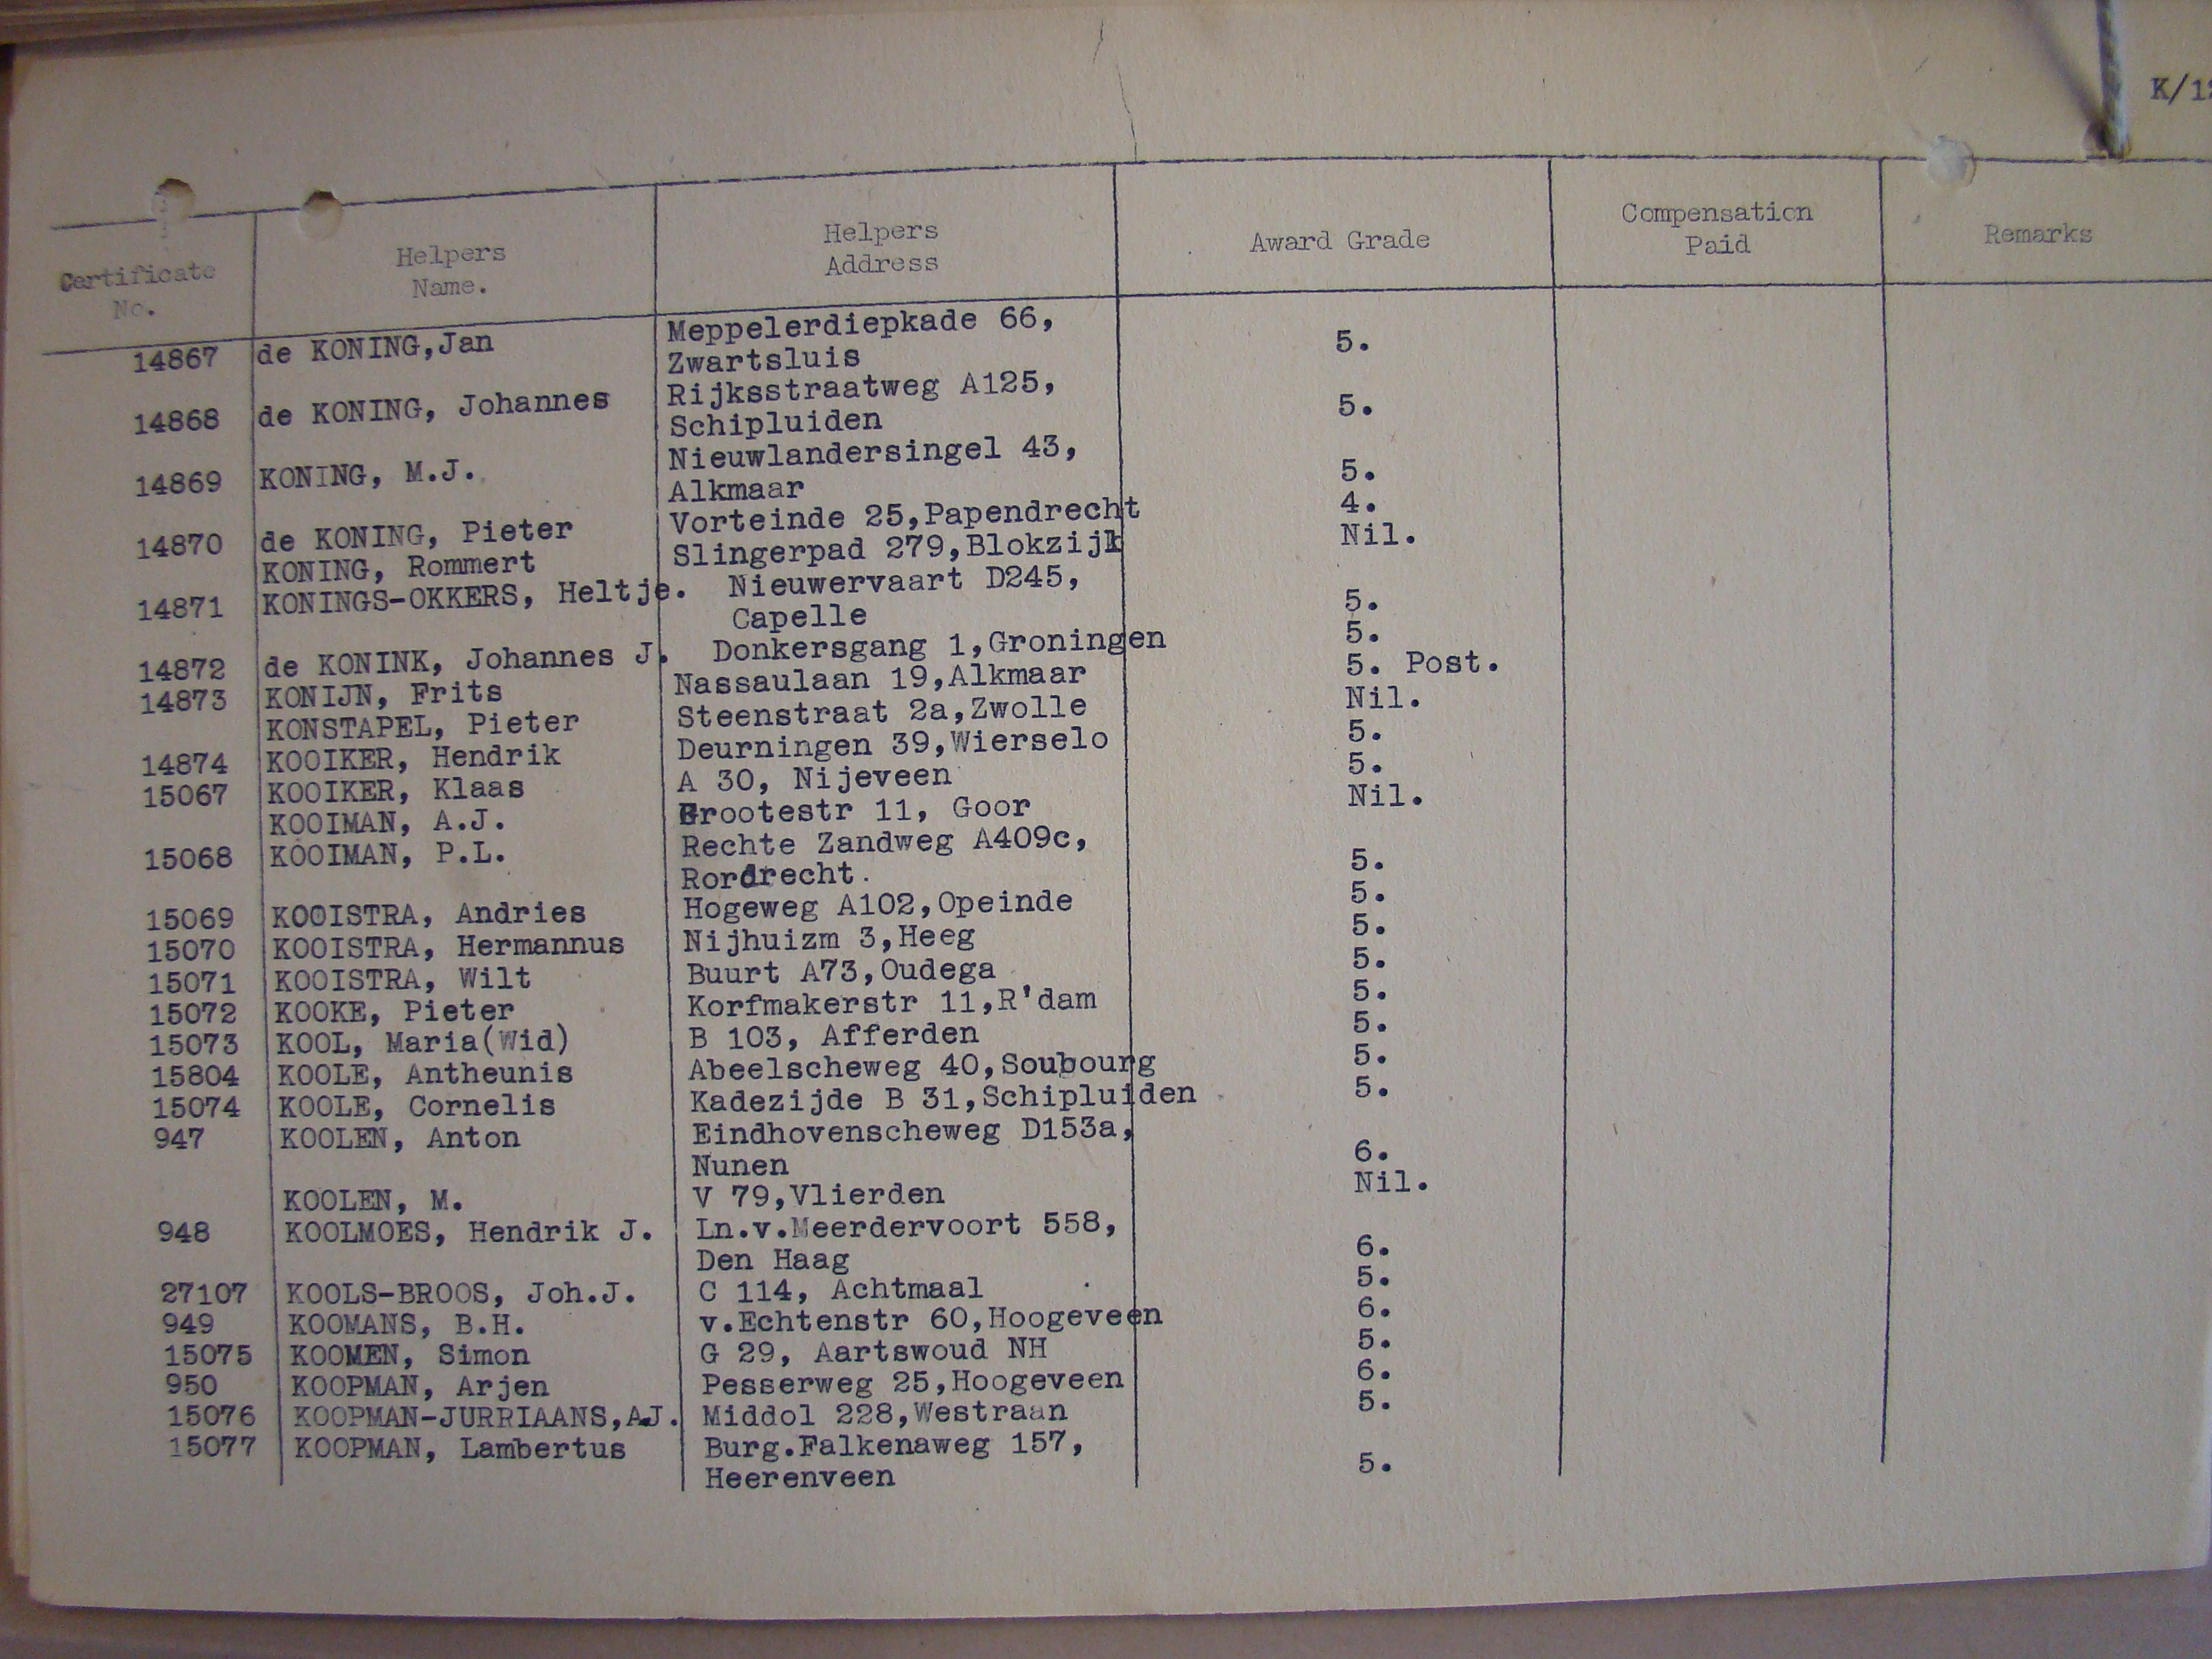 K/12
Certificate No. Helpers Name. Helpers Address Award Grade Compensation Paid Remarks
14867 de KONING,Jan Meppelerdiepkade 66,
Zwartsluis 5.
14868 de KONING, Johannes Rijksstraatweg A125,
Schipluiden 5.
14869 KONING, M.J. Nieuwlandersingel 43,
Alkmaar 5.
14870 de KONING, Pieter Vorteinde 25,Papendrecht 4.
KONING, Rommert Slingerpad 279,Blokzijl Nil.
14871 KONINGS-OKKERS, Heltje. Nieuwervaart D245,
Capelle 5.
14872 de KONINK, Johannes J. Donkersgang 1,Groningen 5.
14873 KONIJN, Frits Nassaulaan 19,Alkmaar 5. Post.
KONSTAPEL, Pieter Steenstraat 2a,Zwolle Nil.
14874 KOOIKER, Hendrik Deurningen 39,Wierselo 5.
15067 KOOIKER, Klaas A 30, Nijeveen 5.
KOOIMAN, A.J. Grootestr 11, Goor Nil.
15068 KOOIMAN, P.L. Rechte Zandweg A409c,
Rordrecht. 5.
15069 KOOISTRA, Andries Hogeweg A102,Opeinde 5.
15070 KOOISTRA, Hermannus Nijhuizm 3,Heeg 5.
15071 KOOISTRA, Wilt Buurt A73,Oudega 5.
15072 KOOKE, Pieter Korfmakerstr 11,R'dam 5.
15073 KOOL, Maria(Wid) B 103, Afferden 5.
15804 KOOLE, Antheunis Abeelscheweg 40,Soubourg 5.
15074 KOOLE, Cornelis Kadezijde B 31,Schipluiden 5.
947 KOOLEN, Anton Eindhovenscheweg D153a,
Nunen 6.
KOOLEN, M. V 79,Vlierden Nil.
948 KOOLMOES, Hendrik J. Ln.v.Meerdervoort 558,
Den Haag 6.
27107 KOOLS-BROOS, Joh.J. C 114, Achtmaal 5.
949 KOOMANS, B.H. v.Echtenstr 60,Hoogeveen 6.
15075 KOOMEN, Simon G 29, Aartswoud NH 5.
950 KOOPMAN, Arjen Pesserweg 25,Hoogeveen 6.
15076 KOOPMAN-JURRIAANS,A.J. Middol 228,Westraan 5.
15077 KOOPMAN, Lambertus Burg.Falkenaweg 157,
Heerenveen 5.